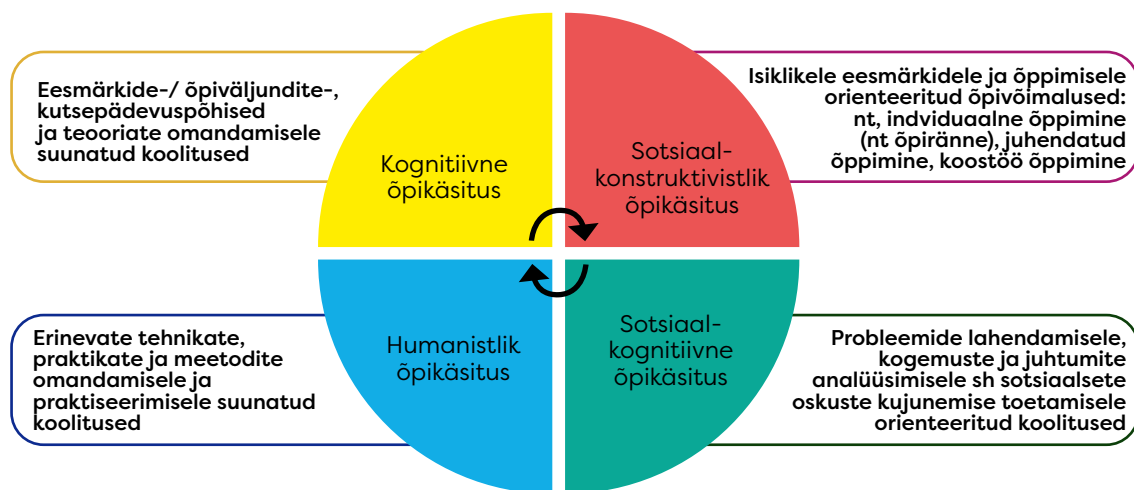 Eesmärkide-/ õpiväljundite-,
kutsepädevuspõhised
ja teooriate omandamisele
suunatud koolitused
Kognitiivne
õpikäsitus
Sotsiaal-
konstruktivistlik
õpikäsitus
Isiklikele eesmärkidele ja õppimisele
orienteeritud õpivõimalused:
nt, indviduaalne õppimine
(nt õpiränne), juhendatud
õppimine, koostöö õppimine
Erinevate tehnikate,
praktikate ja meetodite
omandamisele ja
praktiseerimisele suunatud
koolitused
Humanistlik
õpikäsitus
Sotsiaal-
kognitiivne
õpikäsitus
Probleemide lahendamisele,
kogemuste ja juhtumite
analüüsimisele sh sotsiaalsete
oskuste kujunemise toetamisele
orienteeritud koolitused